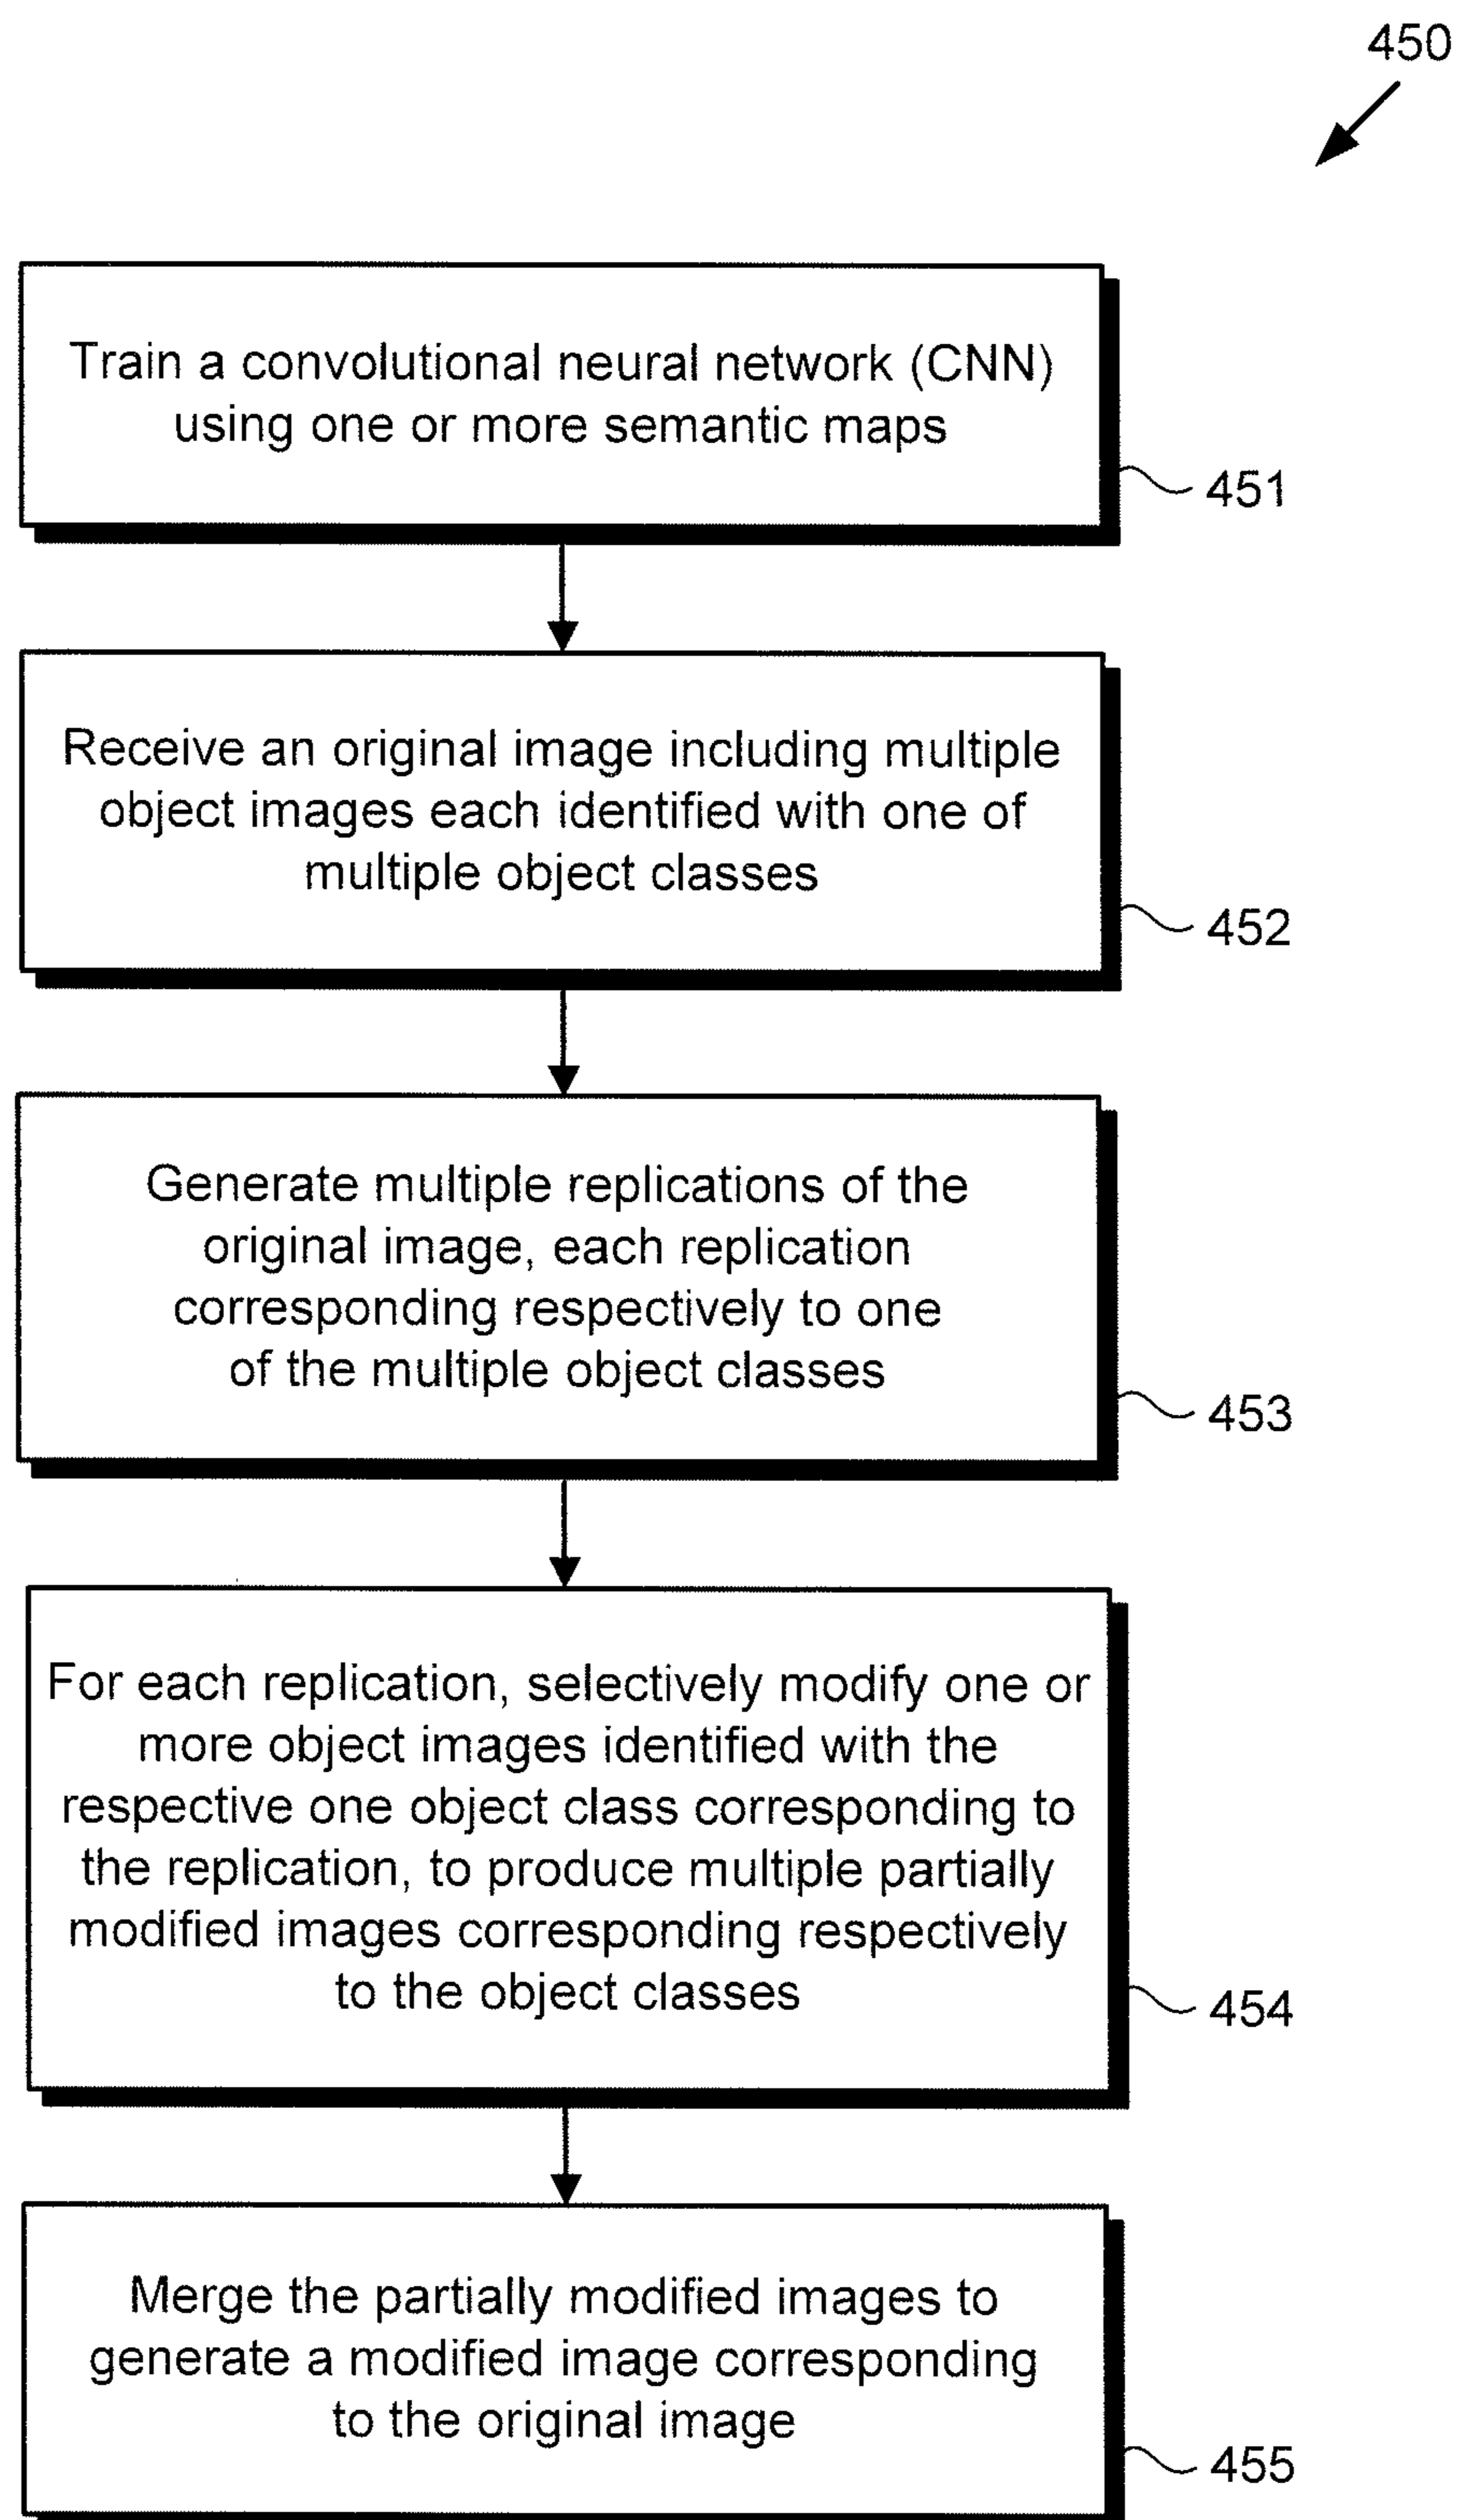 450
Train a convolutional neural network (CNN)
using one or more semantic maps
451
Receive an original image including multiple
object images each identified with one of
multiple object classes
452
Generate multiple replications of the
original image, each replication
corresponding respectively to one
of the multiple object classes
453
For each replication, selectively modify one or
more object images identified with the
respective one object class corresponding to
the replication, to produce multiple partially
modified images corresponding respectively
to the object classes
454
Merge the partially modified images to
generate a modified image corresponding
to the original image
455